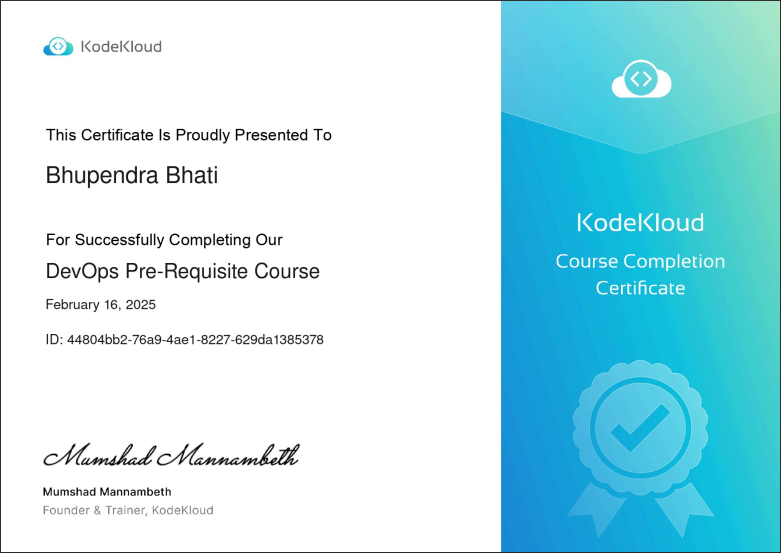 KodeKloud
This Certificate Is Proudly Presented To
Bhupendra Bhati
For Successfully Completing Our
DevOps Pre-Requisite Course
February 16, 2025
ID: 44804bb2-76a9-4ae1-8227-629da1385378
Mumshad Mannambeth
Mumshad Mannambeth
Founder & Trainer, KodeKloud
KodeKloud
Course Completion
Certificate